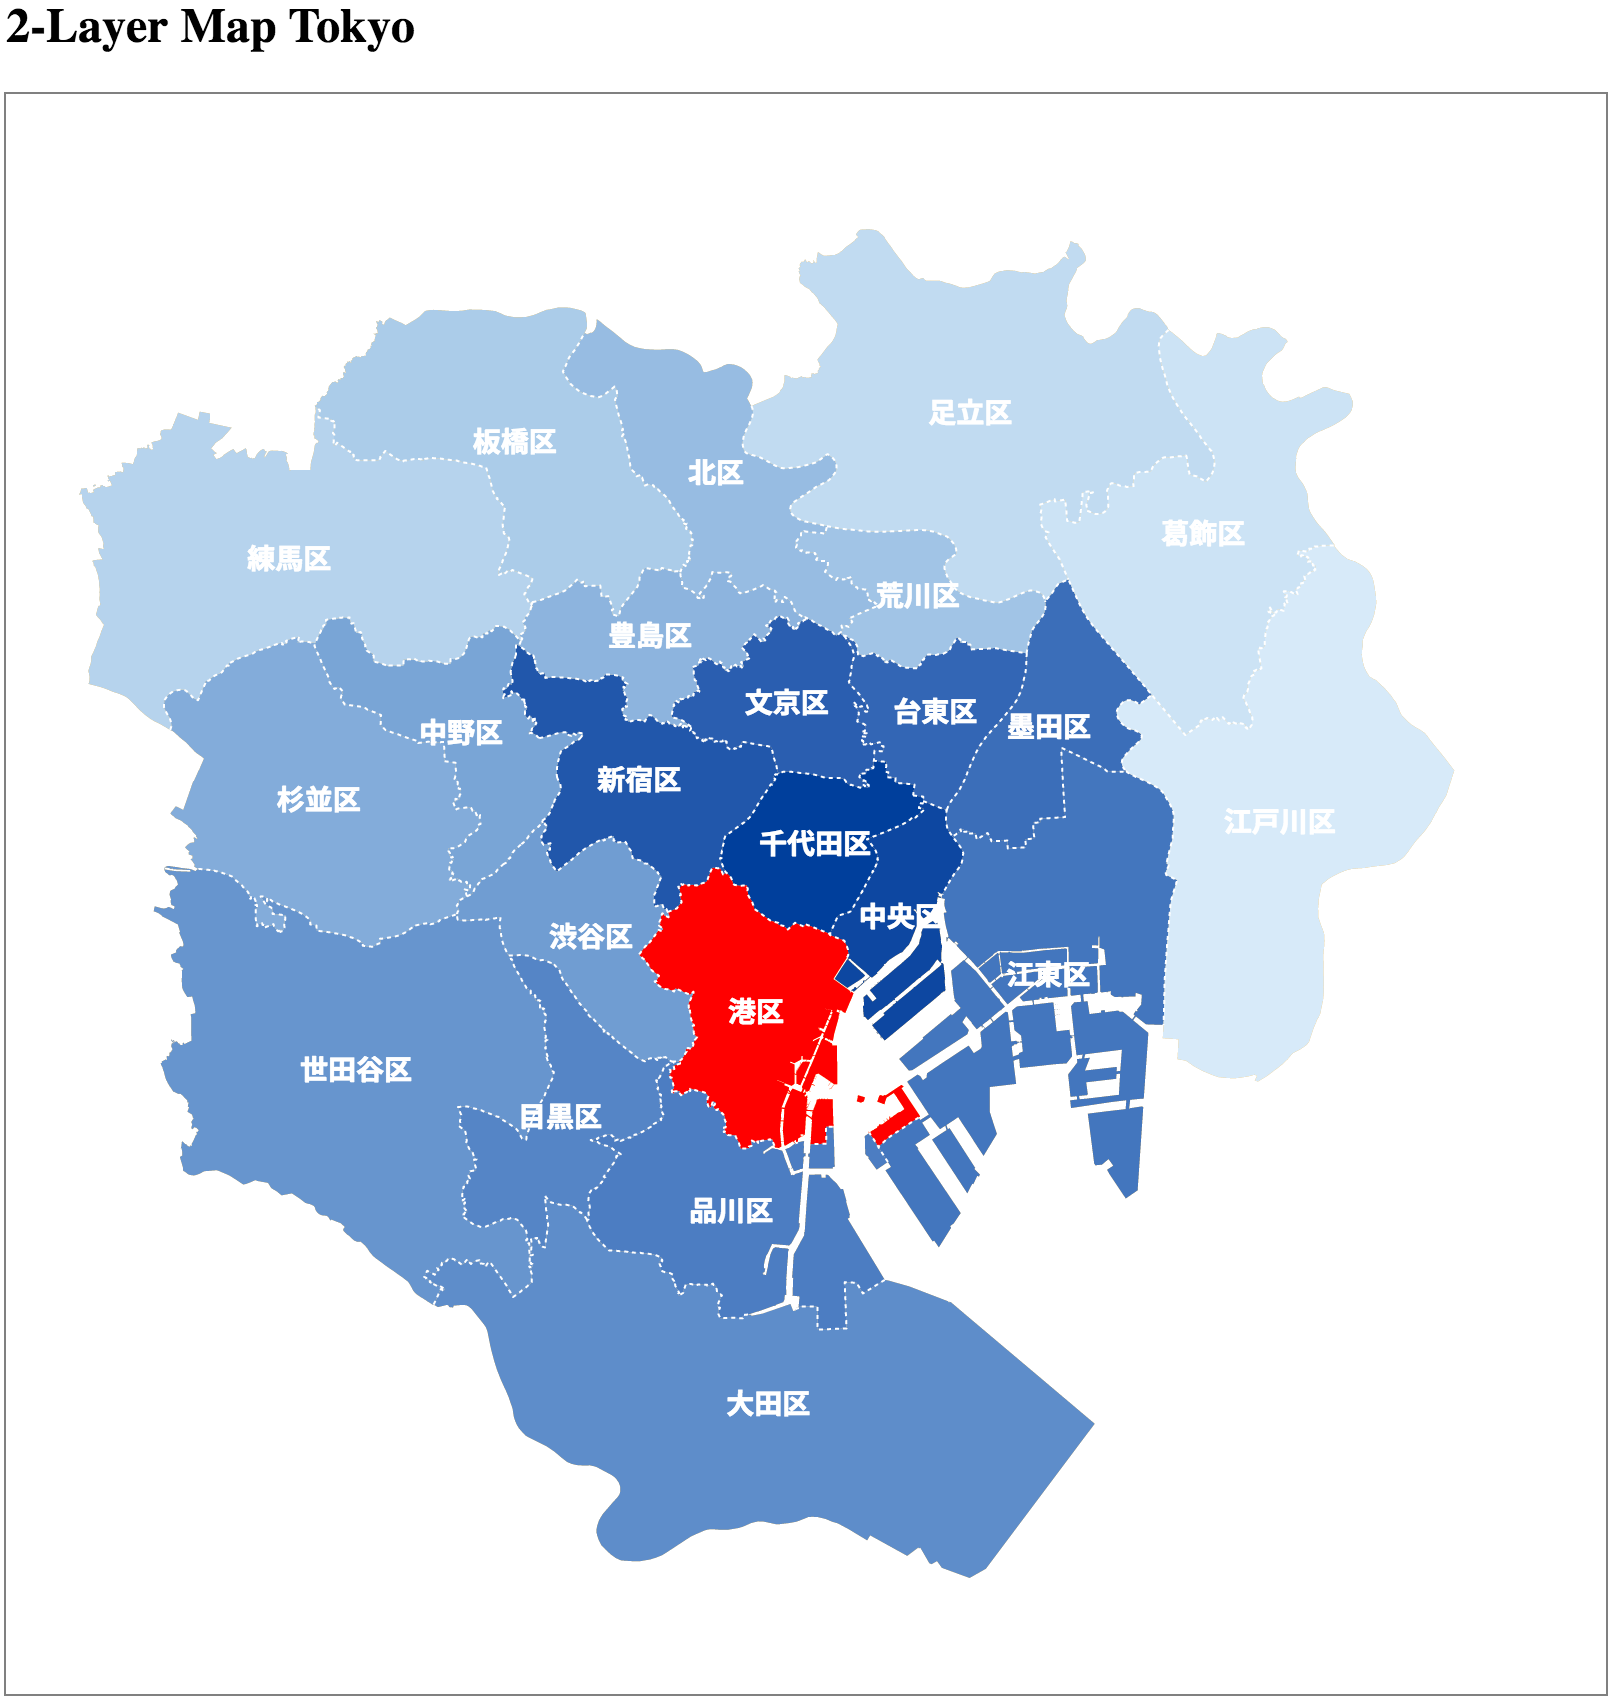 2-Layer Map Tokyo
足立区
板橋区
北区
葛飾区
練馬区
荒川区
豊島区
文京区
台東区
墨田区
中野区
新宿区
杉並区
江戸川区
千代田区
中央区
渋谷区
江東区
港区
世田谷区
目黒区
品川区
大田区